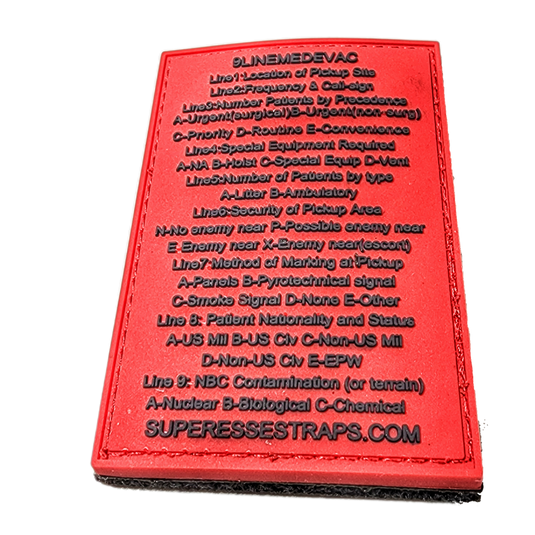 9LINEMEDEVAC
Line1:Location of Pickup Site
Line2:Frequency & Call-sign
Line3:Number Patients by Precedence
A-Urgent(surgical)B-Urgent(non-surg)
C-Priority D-Routine E-Convenience
Line4:Special Equipment Required
A-NA B-Hoist C-Special Equip D-Vent
Line5:Number of Patients by type
A-Litter B-Ambulatory
Line6:Security of Pickup Area
N-No enemy near P-Possible enemy near
E-Enemy near X-Enemy near(escort)
Line7:Method of Marking at Pickup
A-Panels B-Pyrotechnical signal
C-Smoke Signal D-None E-Other
Line 8: Patient Nationality and Status
A-US Mil B-US Civ C-Non-US Mil
D-Non-US Civ E-EPW
Line 9: NBC Contamination (or terrain)
A-Nuclear B-Biological C-Chemical
SUPERESSESTRAPS.COM